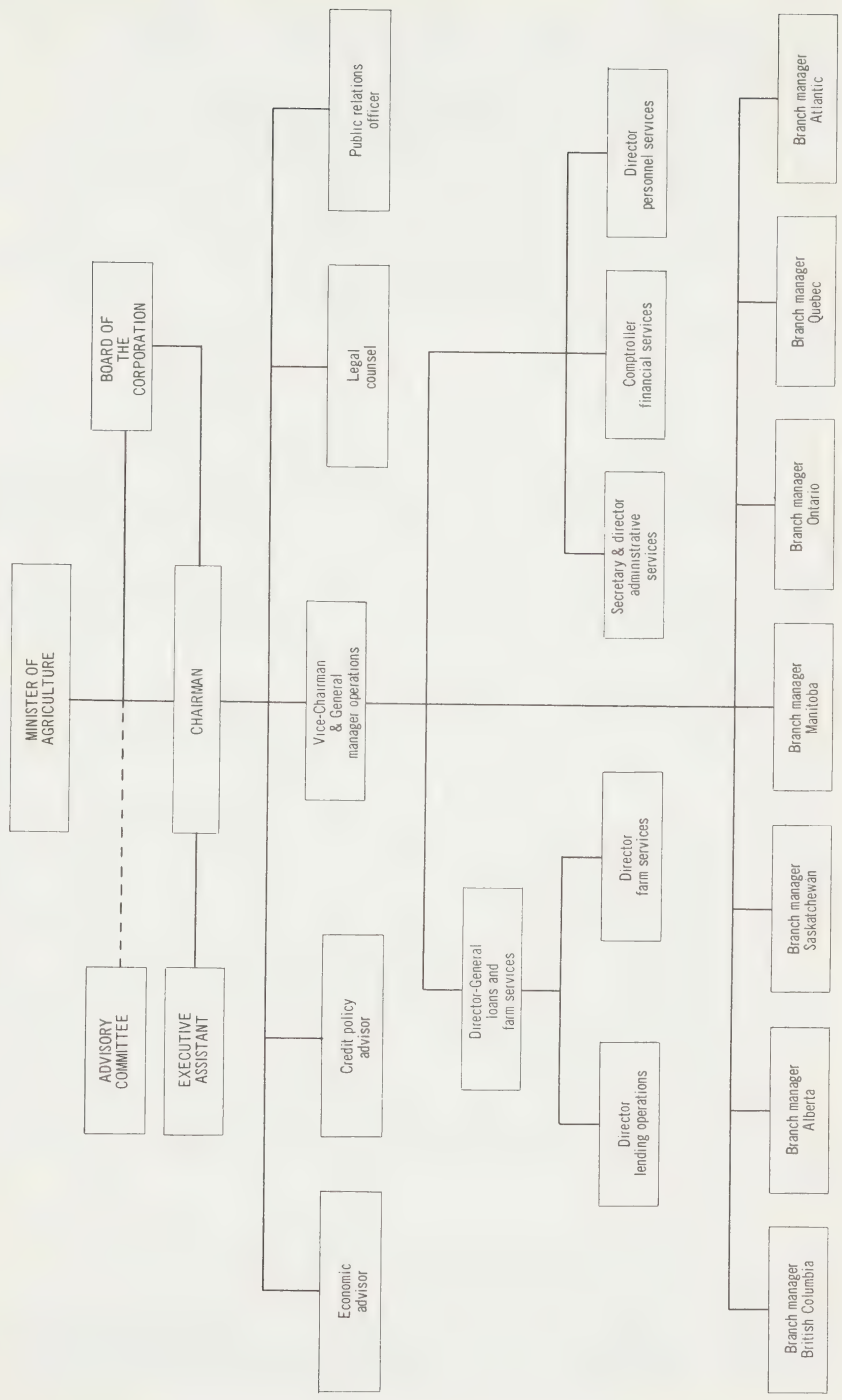 MINISTER OF
AGRICULTURE
ADVISORY
COMMITTEE
BOARD OF
THE
CORPORATION
EXECUTIVE
ASSISTANT
CHAIRMAN
Economic
advisor
Credit policy
advisor
Vice-Chairman
& General
manager operations
Legal
counsel
Public relations
officer
Director-General
loans and
farm services
Director
lending operations
Director
farm services
Secretary & director
administrative
services
Comptroller
financial services
Director
personnel services
Branch manager
British Columbia
Branch manager
Alberta
Branch manager
Saskatchewan
Branch manager
Manitoba
Branch manager
Ontario
Branch manager
Quebec
Branch manager
Atlantic